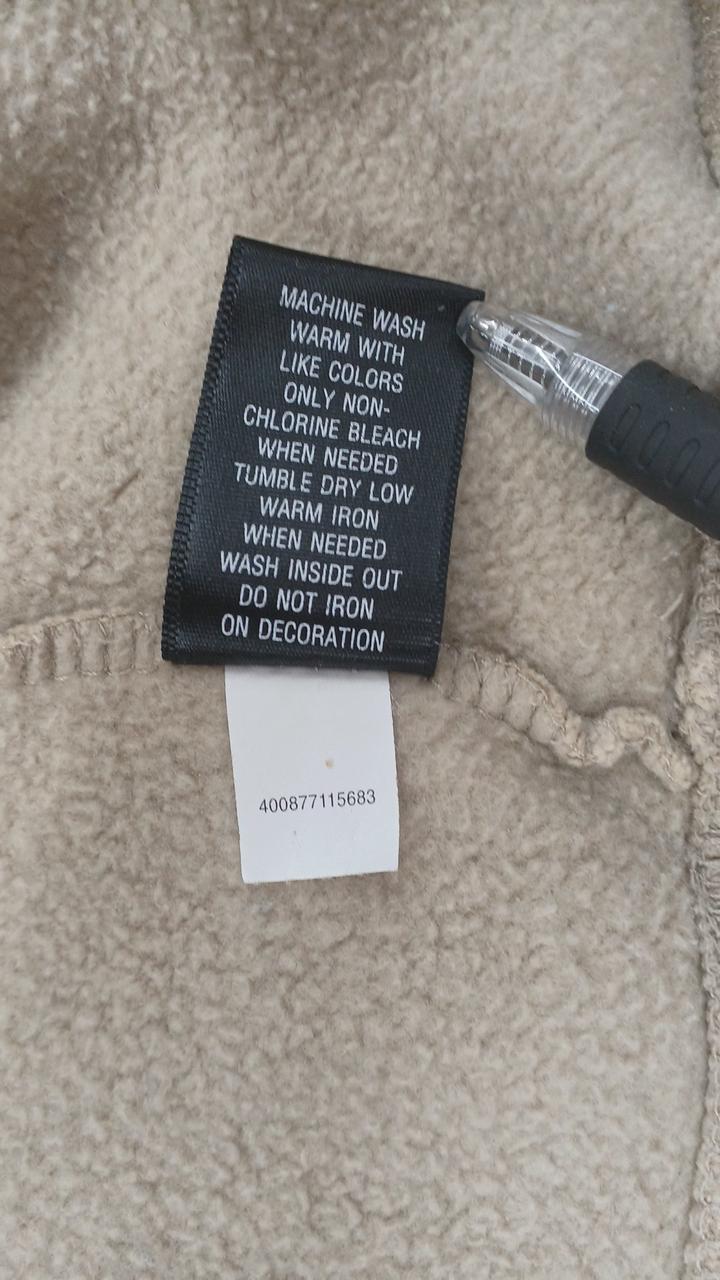 MACHINE WASH
WARM WITH
LIKE COLORS
ONLY NON-
CHLORINE BLEACH
WHEN NEEDED
TUMBLE DRY LOW
WARM IRON
WHEN NEEDED
WASH INSIDE OUT
DO NOT IRON
ON DECORATION
400877115683